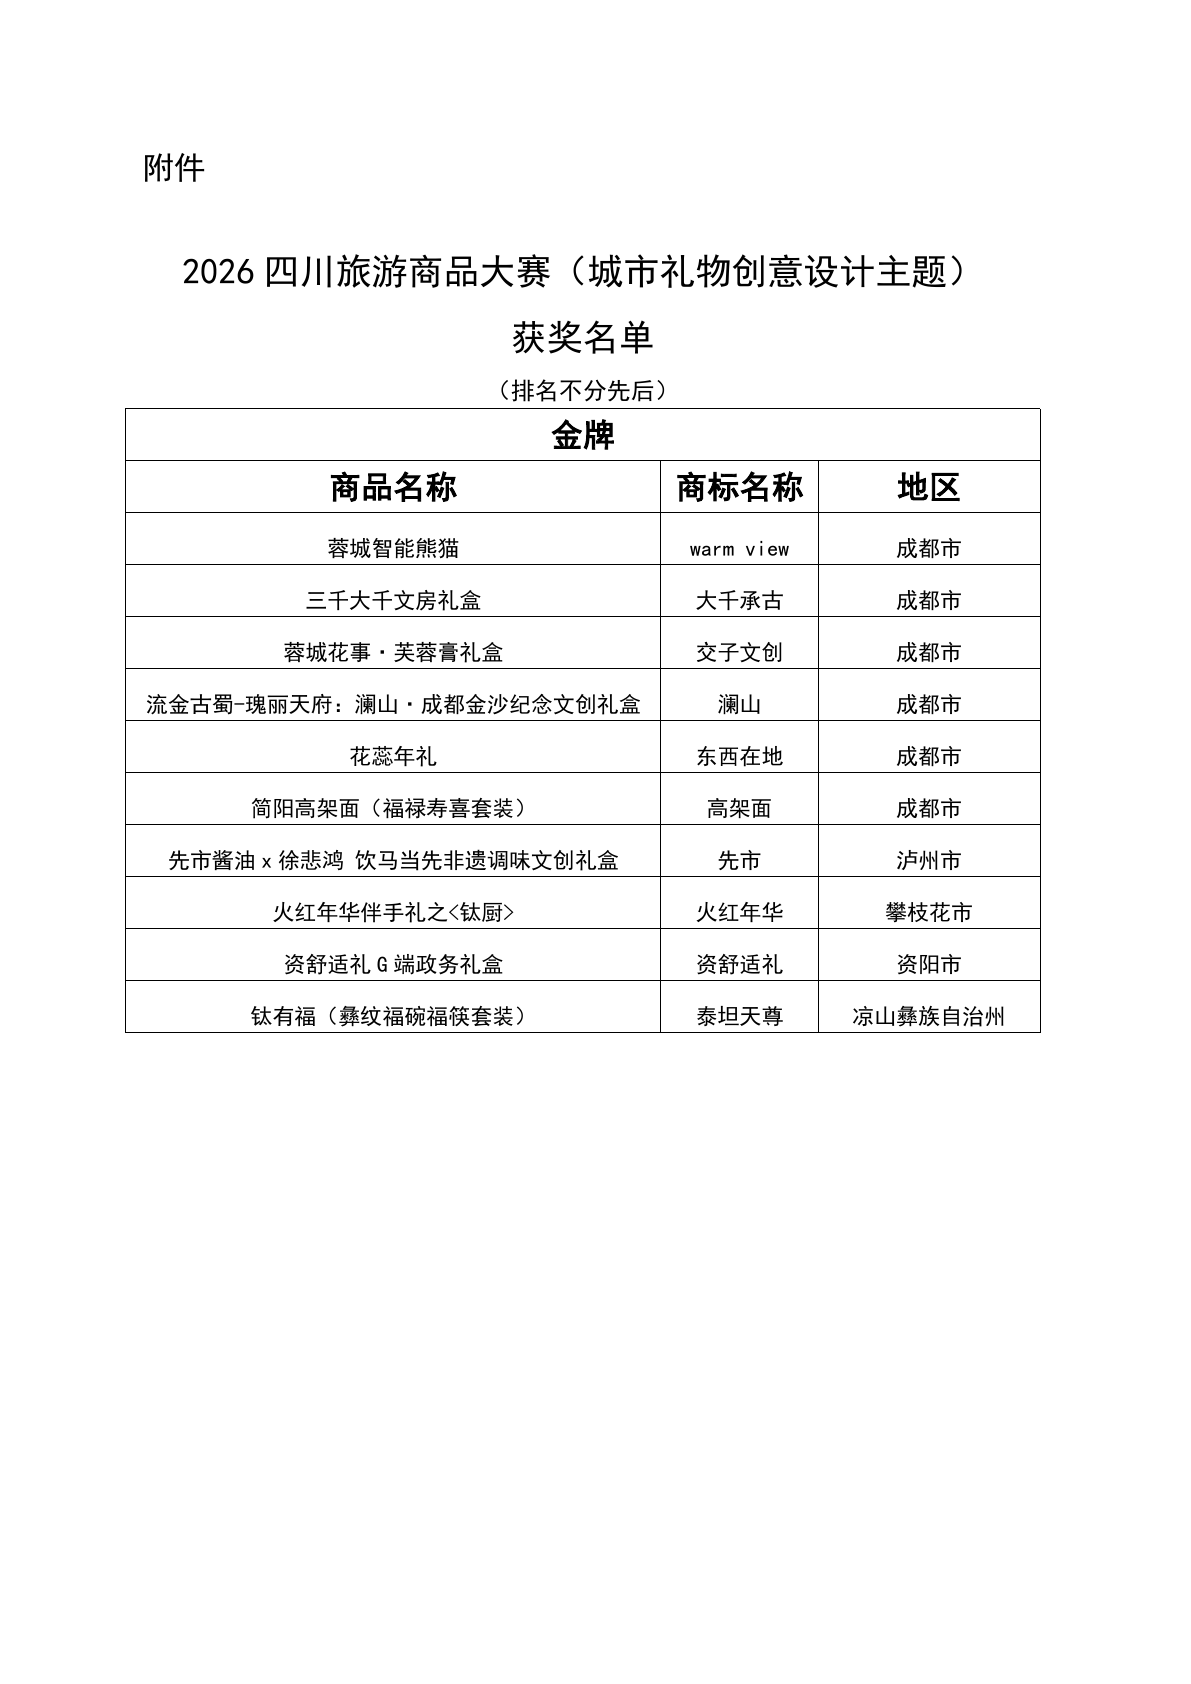 附件
2026 四川旅游商品大赛（城市礼物创意设计主题）
获奖名单
（排名不分先后）
金牌
商品名称 商标名称 地区
蓉城智能熊猫 warm view 成都市
三千大千文房礼盒 大千承古 成都市
蓉城花事·芙蓉膏礼盒 交子文创 成都市
流金古蜀-瑰丽天府：澜山·成都金沙纪念文创礼盒 澜山 成都市
花蕊年礼 东西在地 成都市
简阳高架面（福禄寿喜套装） 高架面 成都市
先市酱油 x 徐悲鸿 饮马当先非遗调味文创礼盒 先市 泸州市
火红年华伴手礼之<钛厨> 火红年华 攀枝花市
资舒适礼 G 端政务礼盒 资舒适礼 资阳市
钛有福（彝纹福碗福筷套装） 泰坦天尊 凉山彝族自治州